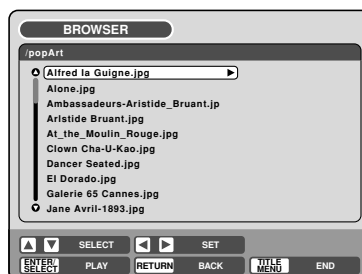 BROWSER
/popArt
Alfred la Guigne.jpg
Alone.jpg
Ambassadeurs-Aristide_Bruant.jp
Arlstide Bruant.jpg
At_the_Moulin_Rouge.jpg
Clown Cha-U-Kao.jpg
Dancer Seated.jpg
El Dorado.jpg
Galerie 65 Cannes.jpg
Jane Avril-1893.jpg
SELECT SET
ENTER/SELECT PLAY RETURN BACK TITLE MENU END